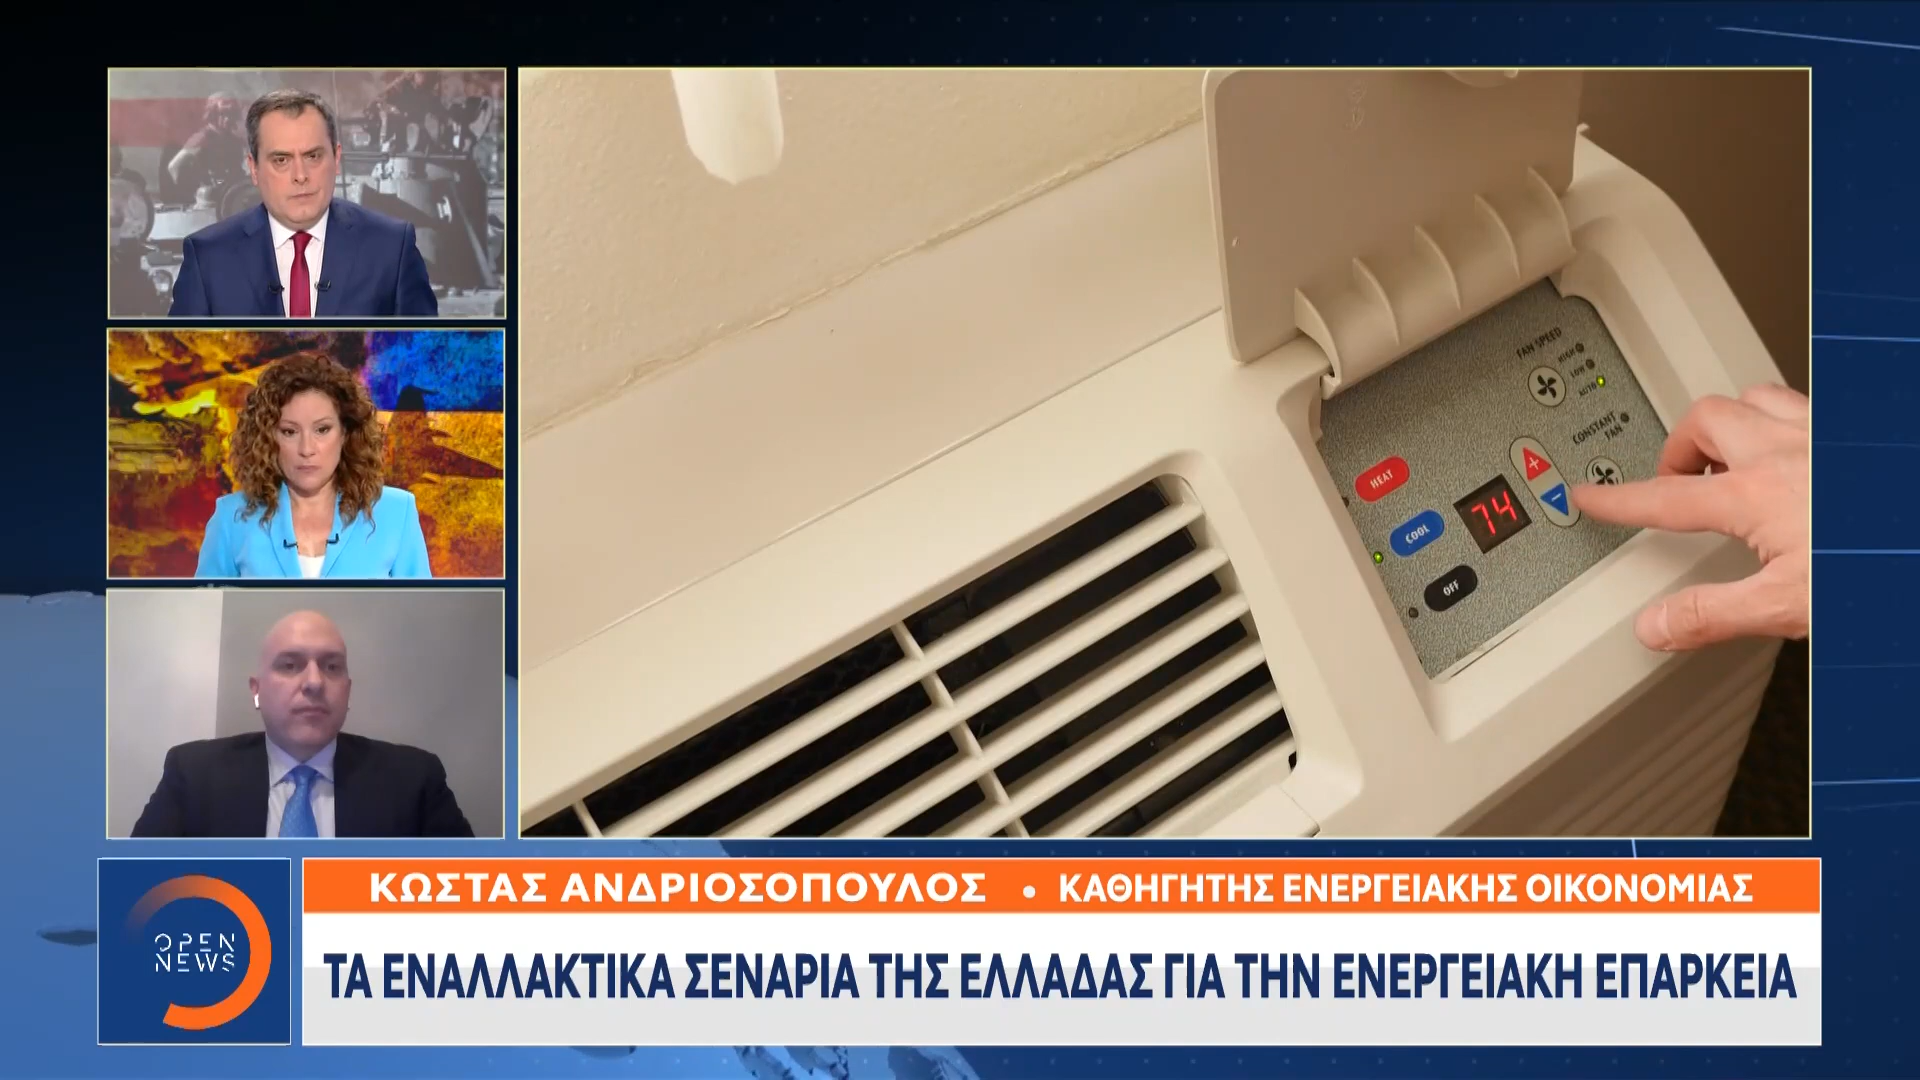 FAN SPEED
HIGH
LOW
AUTO
CONSTANT
FAN
HEAT
COOL
74
OFF
ΚΩΣΤΑΣ ΑΝΔΡΙΟΣΟΠΟΥΛΟΣ • ΚΑΘΗΓΗΤΗΣ ΕΝΕΡΓΕΙΑΚΗΣ ΟΙΚΟΝΟΜΙΑΣ
OPEN
NEWS
ΤΑ ΕΝΑΛΛΑΚΤΙΚΑ ΣΕΝΑΡΙΑ ΤΗΣ ΕΛΛΑΔΑΣ ΓΙΑ ΤΗΝ ΕΝΕΡΓΕΙΑΚΗ ΕΠΑΡΚΕΙΑ